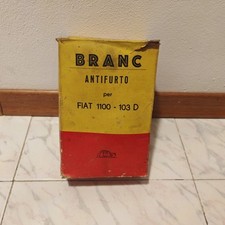 BRANC
ANTIFURTO
per
FIAT 1100 - 103 D